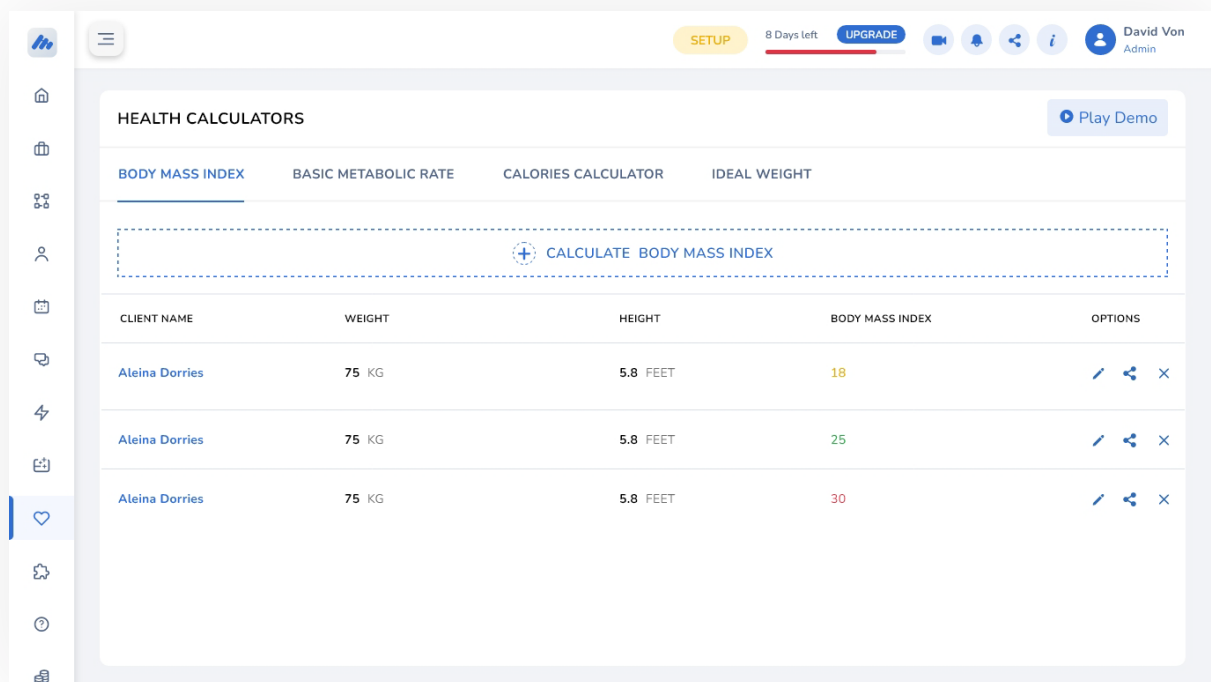 SETUP
8 Days left
UPGRADE
i
David Von
Admin
HEALTH CALCULATORS
Play Demo
BODY MASS INDEX BASIC METABOLIC RATE CALORIES CALCULATOR IDEAL WEIGHT
CALCULATE BODY MASS INDEX
CLIENT NAME WEIGHT HEIGHT BODY MASS INDEX OPTIONS
Aleina Dorries 75 KG 5.8 FEET 18
Aleina Dorries 75 KG 5.8 FEET 25
Aleina Dorries 75 KG 5.8 FEET 30